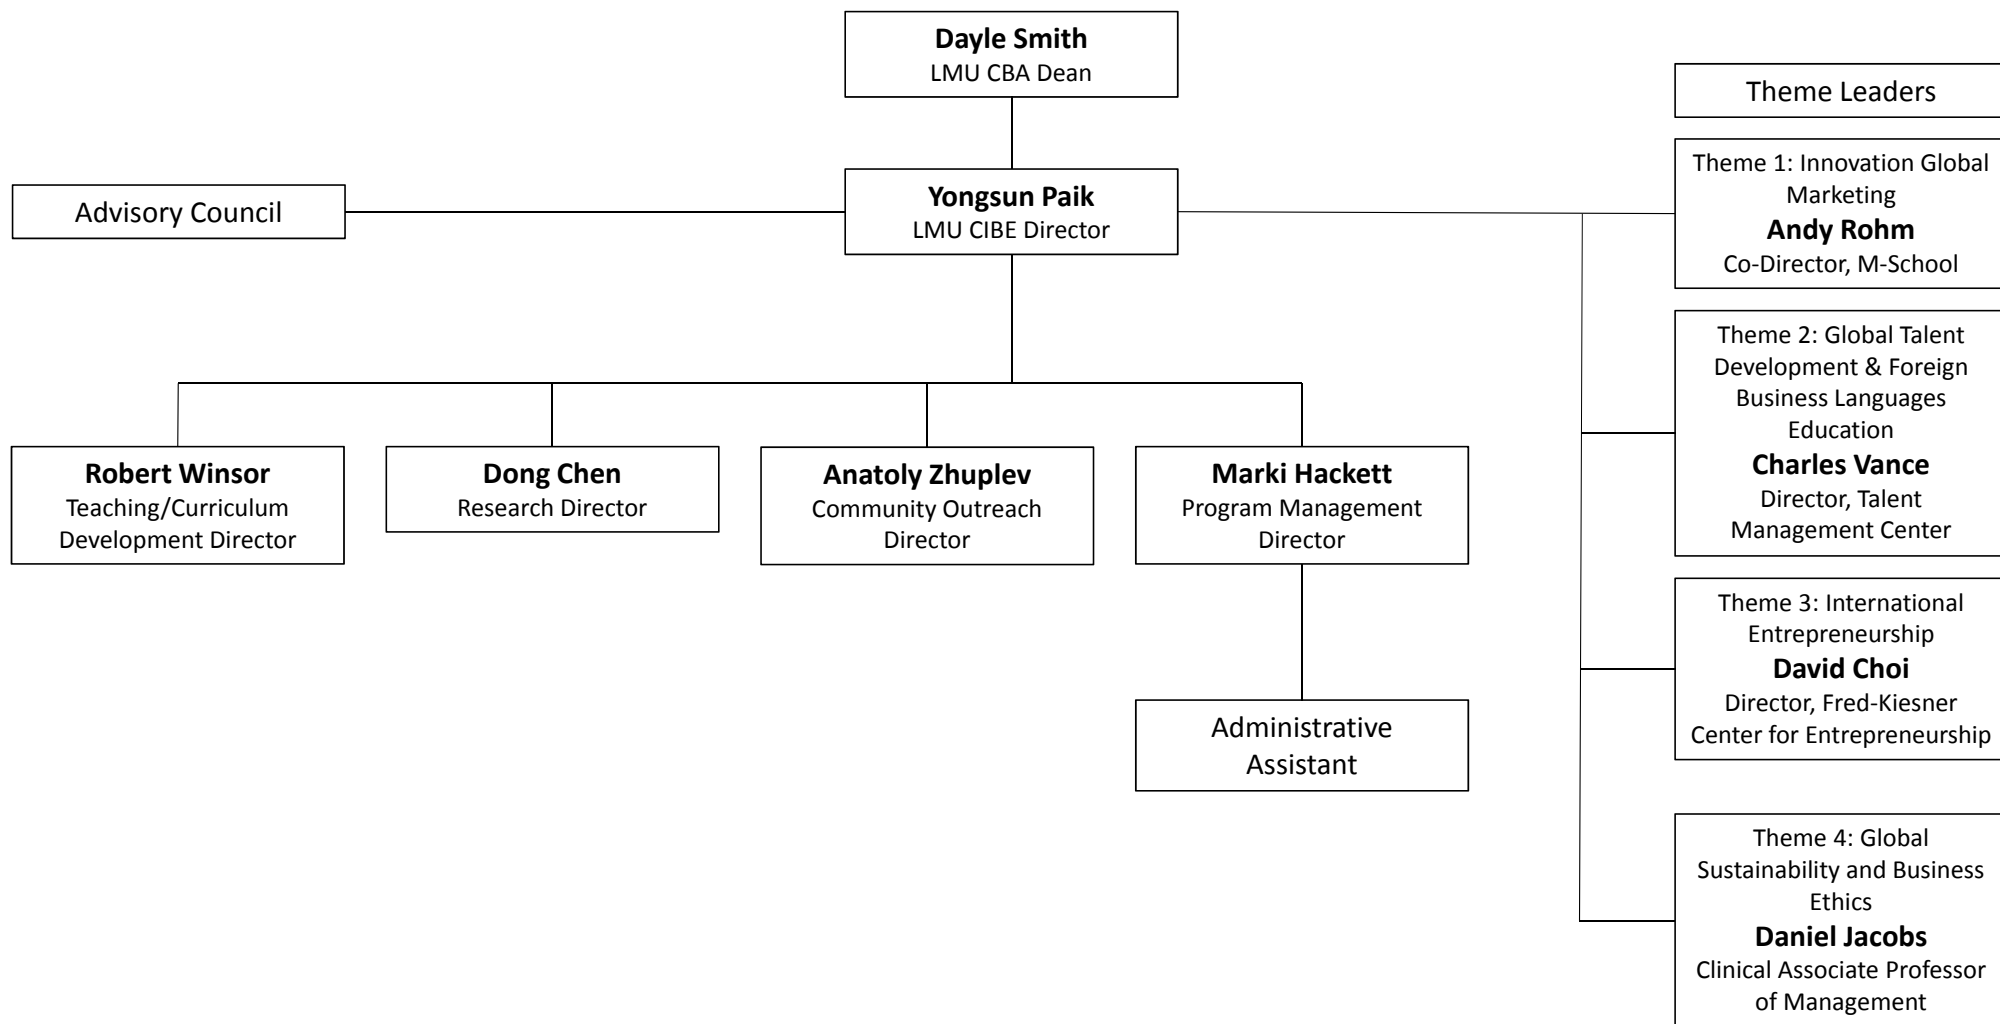 Dayle Smith
LMU CBA Dean
Theme Leaders
Advisory Council
Yongsun Paik
LMU CIBE Director
Theme 1: Innovation Global
Marketing
Andy Rohm
Co-Director, M-School
Theme 2: Global Talent
Development & Foreign
Business Languages
Education
Charles Vance
Director, Talent
Management Center
Robert Winsor
Teaching/Curriculum
Development Director
Dong Chen
Research Director
Anatoly Zhuplev
Community Outreach
Director
Marki Hackett
Program Management
Director
Administrative
Assistant
Theme 3: International
Entrepreneurship
David Choi
Director, Fred-Kiesner
Center for Entrepreneurship
Theme 4: Global
Sustainability and Business
Ethics
Daniel Jacobs
Clinical Associate Professor
of Management